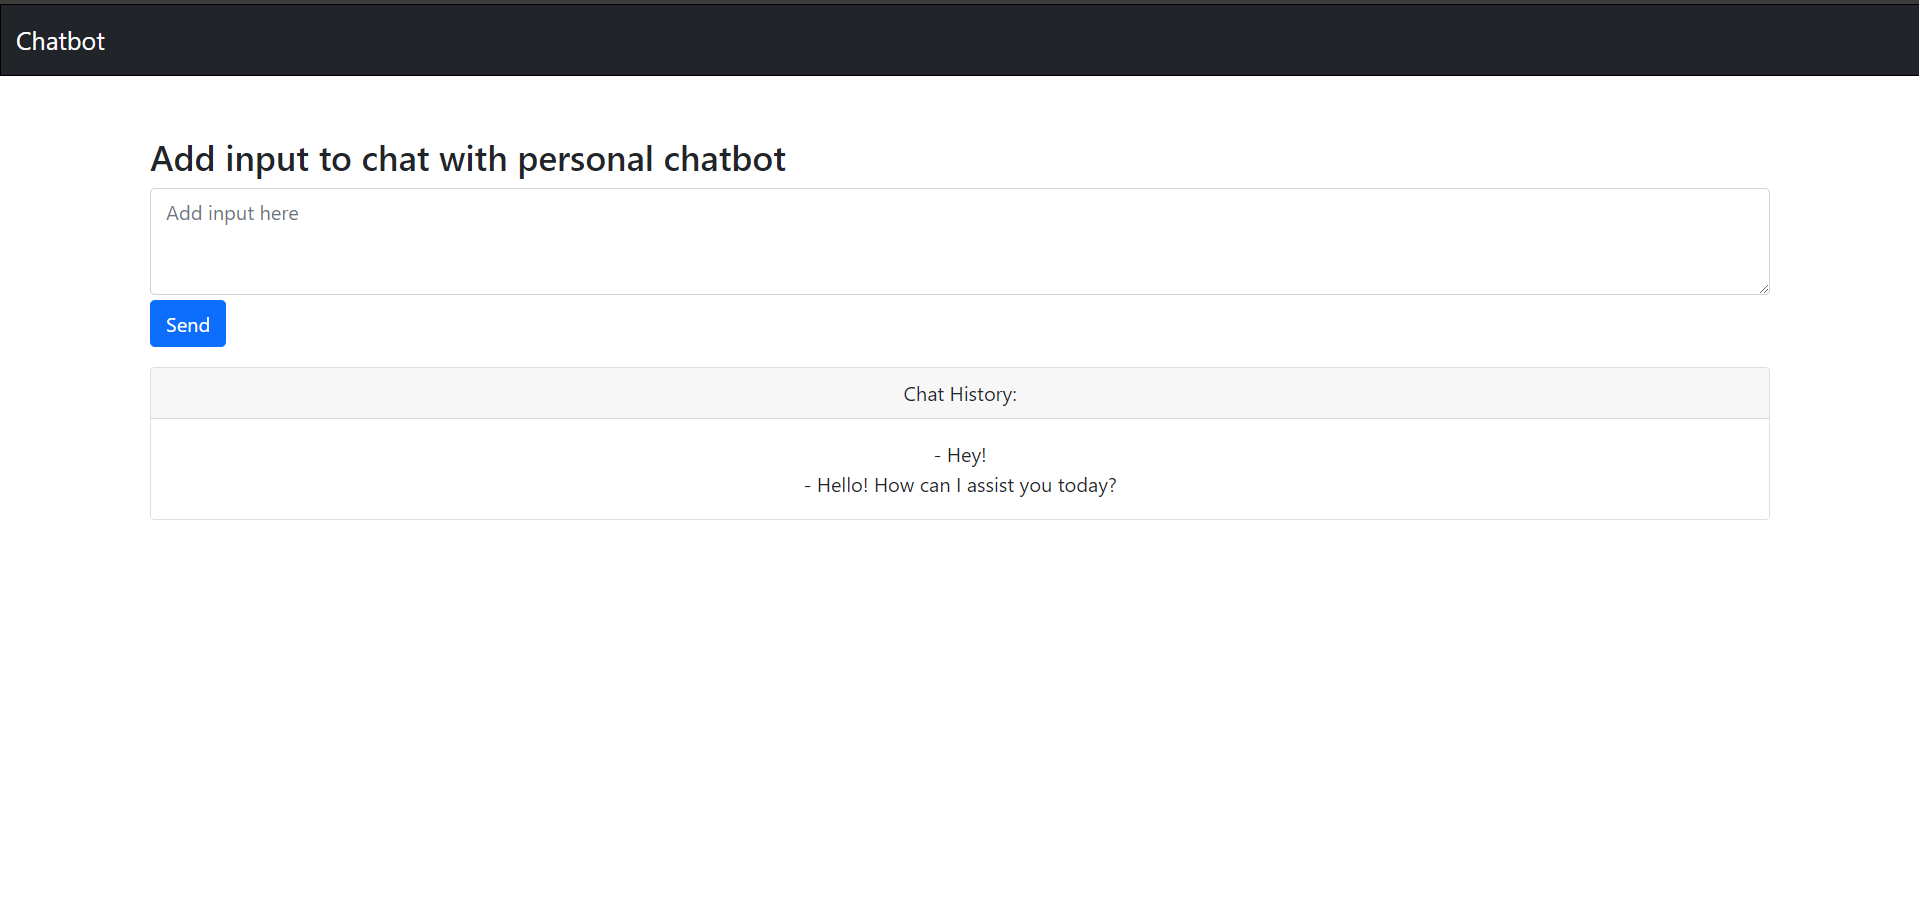 Chatbot
Add input to chat with personal chatbot
Add input here
Send
Chat History:
- Hey!
- Hello! How can I assist you today?